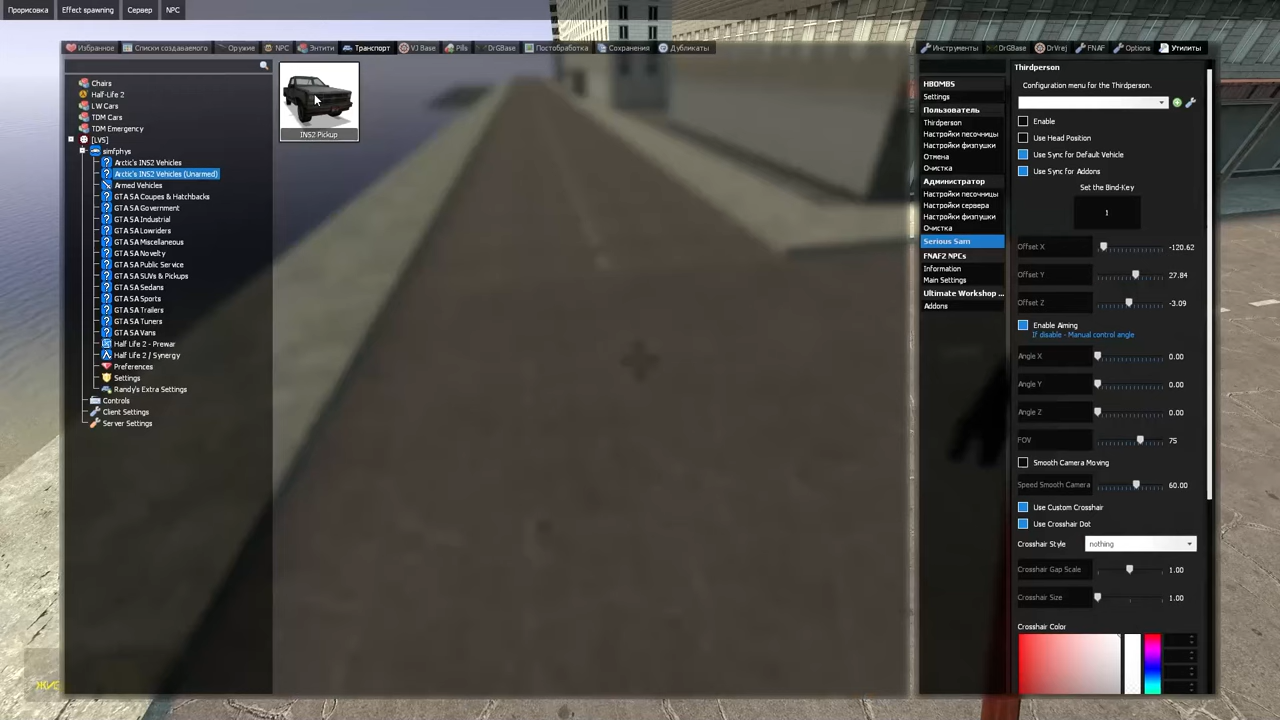 Прорисовка
Effect spawning
Сервер
NPC
Избранное
Списки создаваемого
Оружие
NPC
Энтити
Транспорт
VJ Base
Pills
DrGBase
Постобработка
Сохранения
Дубликаты
Инструменты
DrGBase
DrVrej
FNAF
Options
Утилиты
Chairs
Half-Life 2
LW Cars
TDM Cars
TDM Emergency
[LVS]
simfphys
Arctic's INS2 Vehicles
Arctic's INS2 Vehicles (Unarmed)
Armed Vehicles
GTA SA Coupes & Hatchbacks
GTA SA Government
GTA SA Industrial
GTA SA Lowriders
GTA SA Miscellaneous
GTA SA Novelty
GTA SA Public Service
GTA SA SUVs & Pickups
GTA SA Sedans
GTA SA Sports
GTA SA Trailers
GTA SA Tuners
GTA SA Vans
Half Life 2 - Prewar
Half Life 2 / Synergy
Preferences
Settings
Randy's Extra Settings
Controls
Client Settings
Server Settings
INS2 Pickup
HBOMBS
Settings
Пользователь
Thirdperson
Настройки песочницы
Настройки физпушки
Отмена
Очистка
Администратор
Настройки песочницы
Настройки сервера
Настройки физпушки
Очистка
Serious Sam
FNAF2 NPCs
Information
Main Settings
Ultimate Workshop ...
Addons
Thirdperson
Configuration menu for the Thirdperson.
Enable
Use Head Position
Use Sync for Default Vehicle
Use Sync for Addons
Set the Bind-Key
1
Offset X -120.62
Offset Y 27.84
Offset Z -3.09
Enable Aiming
If disable - Manual control angle
Angle X 0.00
Angle Y 0.00
Angle Z 0.00
FOV 75
Smooth Camera Moving
Speed Smooth Camera 60.00
Use Custom Crosshair
Use Crosshair Dot
Crosshair Style nothing
Crosshair Gap Scale 1.00
Crosshair Size 1.00
Crosshair Color